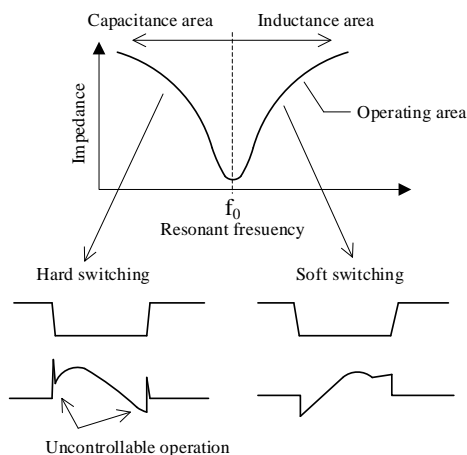 Capacitance area
Inductance area
Impedance
Operating area
f0
Resonant fresuency
Hard switching
Soft switching
Uncontrollable operation